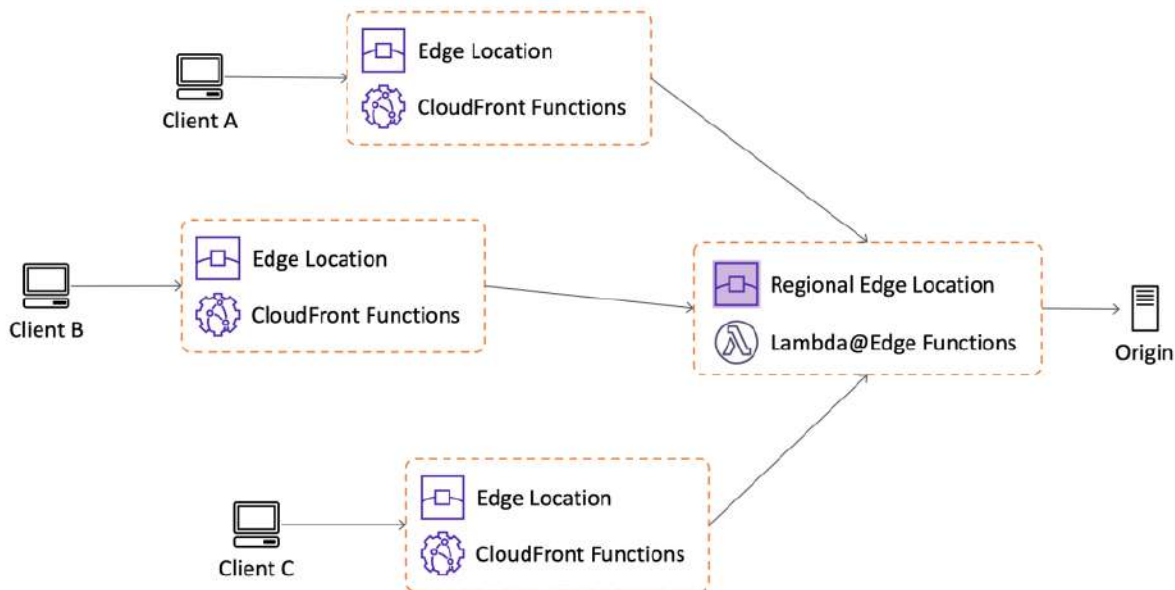 Edge Location
CloudFront Functions
Client A
Edge Location
CloudFront Functions
Client B
Regional Edge Location
Lambda@Edge Functions
Origin
Edge Location
CloudFront Functions
Client C